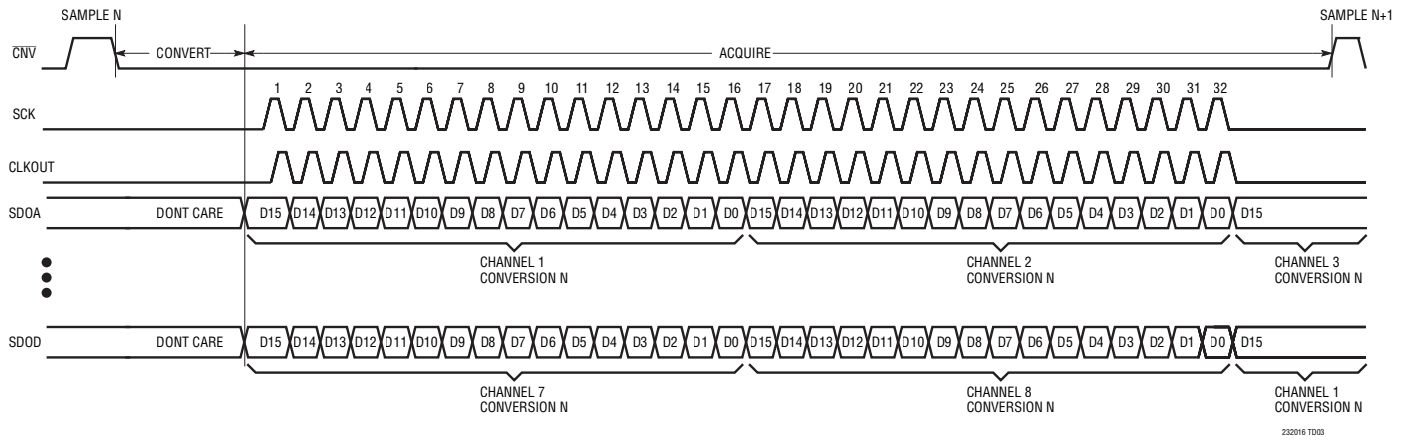 SAMPLE N SAMPLE N+1
CNV CONVERT ACQUIRE
1 2 3 4 5 6 7 8 9 10 11 12 13 14 15 16 17 18 19 20 21 22 23 24 25 26 27 28 29 30 31 32
SCK
CLKOUT
SDOA DONT CARE D15 D14 D13 D12 D11 D10 D9 D8 D7 D6 D5 D4 D3 D2 D1 D0 D15 D14 D13 D12 D11 D10 D9 D8 D7 D6 D5 D4 D3 D2 D1 D0 D15
CHANNEL 1 CHANNEL 2 CHANNEL 3
CONVERSION N CONVERSION N CONVERSION N
SDOD DONT CARE D15 D14 D13 D12 D11 D10 D9 D8 D7 D6 D5 D4 D3 D2 D1 D0 D15 D14 D13 D12 D11 D10 D9 D8 D7 D6 D5 D4 D3 D2 D1 D0 D15
CHANNEL 7 CHANNEL 8 CHANNEL 1
CONVERSION N CONVERSION N CONVERSION N
232016 TD03